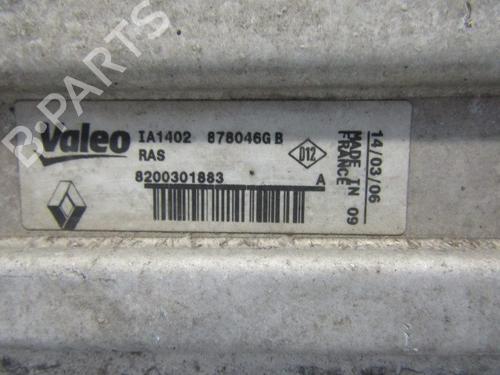 B-PARTS
Valeo
IA1402 878046G B
RAS
D12
8200301883 A
14/03/06
MADE IN 09
FRANCE